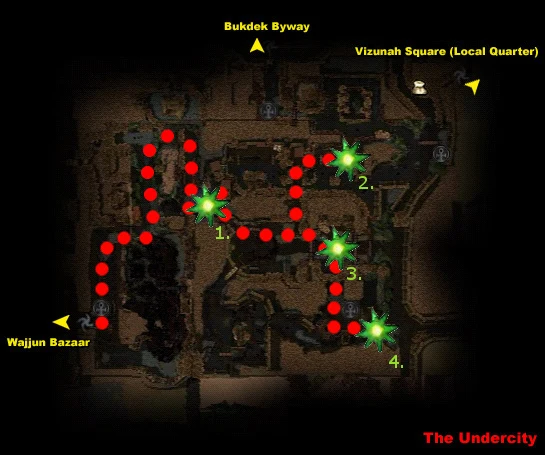 Bukdek Byway
Vizunah Square (Local Quarter)
2.
1.
3.
Wajjun Bazaar
4.
The Undercity